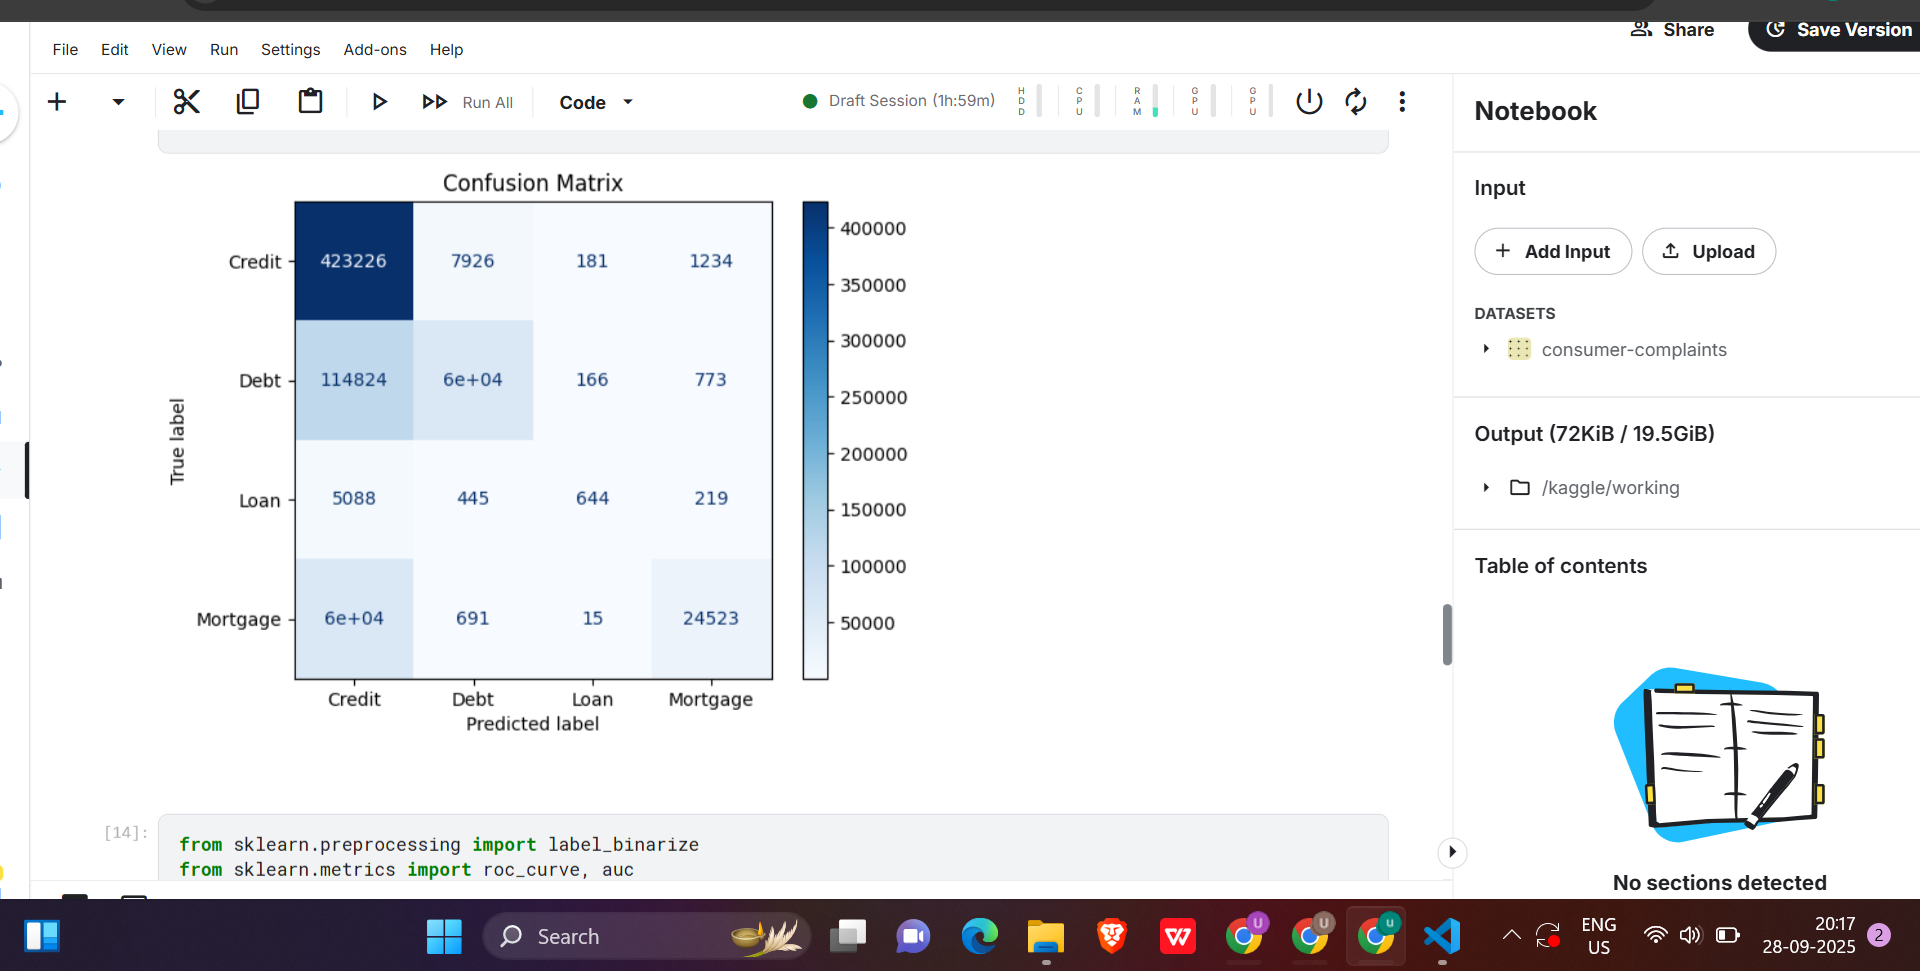 File Edit View Run Settings Add-ons Help
Share
Save Version
Run All
Code
Draft Session (1h:59m)
HDD
CPU
RAM
GPU
GPU
Confusion Matrix
Credit 423226 7926 181 1234
Debt 114824 6e+04 166 773
Loan 5088 445 644 219
Mortgage 6e+04 691 15 24523
True label
Credit Debt Loan Mortgage
Predicted label
400000
350000
300000
250000
200000
150000
100000
50000
[14]:
from sklearn.preprocessing import label_binarize
from sklearn.metrics import roc_curve, auc
Notebook
Input
+ Add Input
Upload
DATASETS
consumer-complaints
Output (72KiB / 19.5GiB)
/kaggle/working
Table of contents
No sections detected
Search
U
U
U
W
ENG
US
20:17
28-09-2025
2